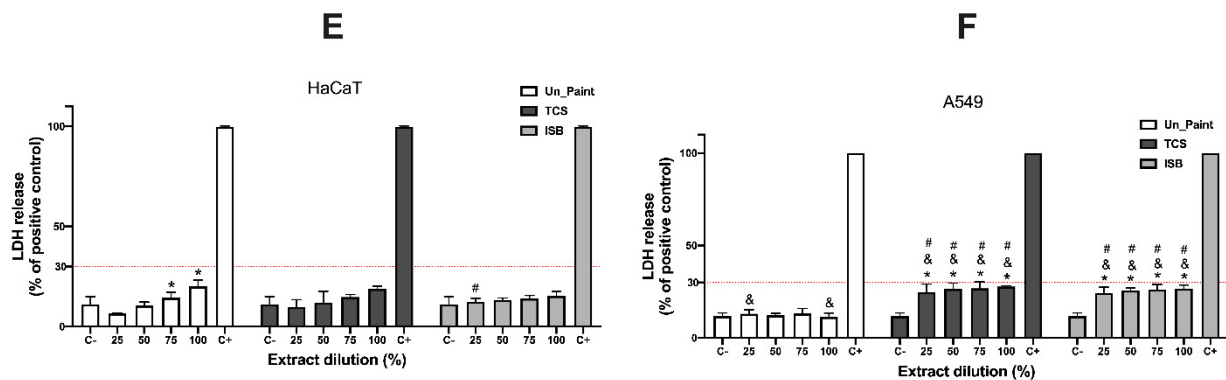 E
HaCaT
Un_Paint
TCS
ISB
LDH release
(% of positive control)
100
50
30
0
* * #
C- 25 50 75 100 C+ C- 25 50 75 100 C+ C- 25 50 75 100 C+
Extract dilution (%)
F
A549
Un_Paint
TCS
ISB
LDH release
(% of positive control)
100
50
30
0
& &
# # # # # # # #
& & & & & & & &
* * * * * * * *
C- 25 50 75 100 C+ C- 25 50 75 100 C+ C- 25 50 75 100 C+
Extract dilution (%)